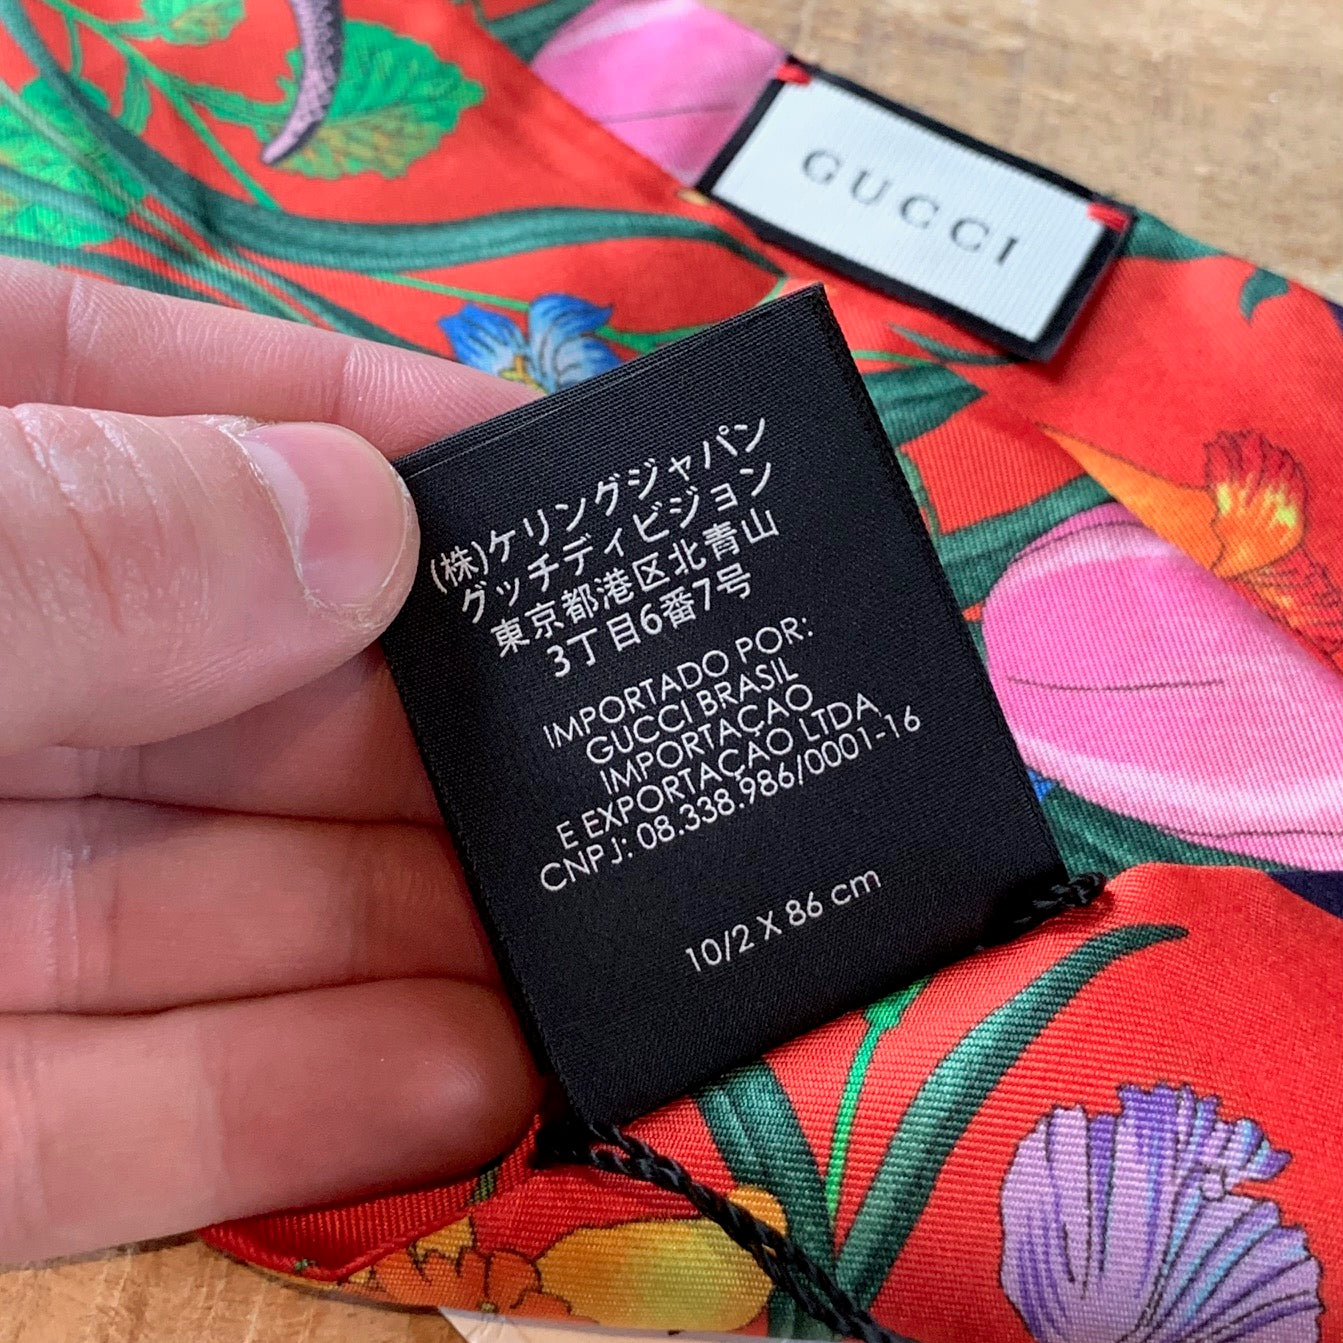 GUCCI
(株)ケリングジャパン
グッチディビジョン
東京都港区北青山
3丁目6番7号
IMPORTADO POR:
GUCCI BRASIL
IMPORTAÇAO
E EXPORTAÇAO LTDA
CNPJ: 08.338.986/0001-16
10/2 X 86 cm